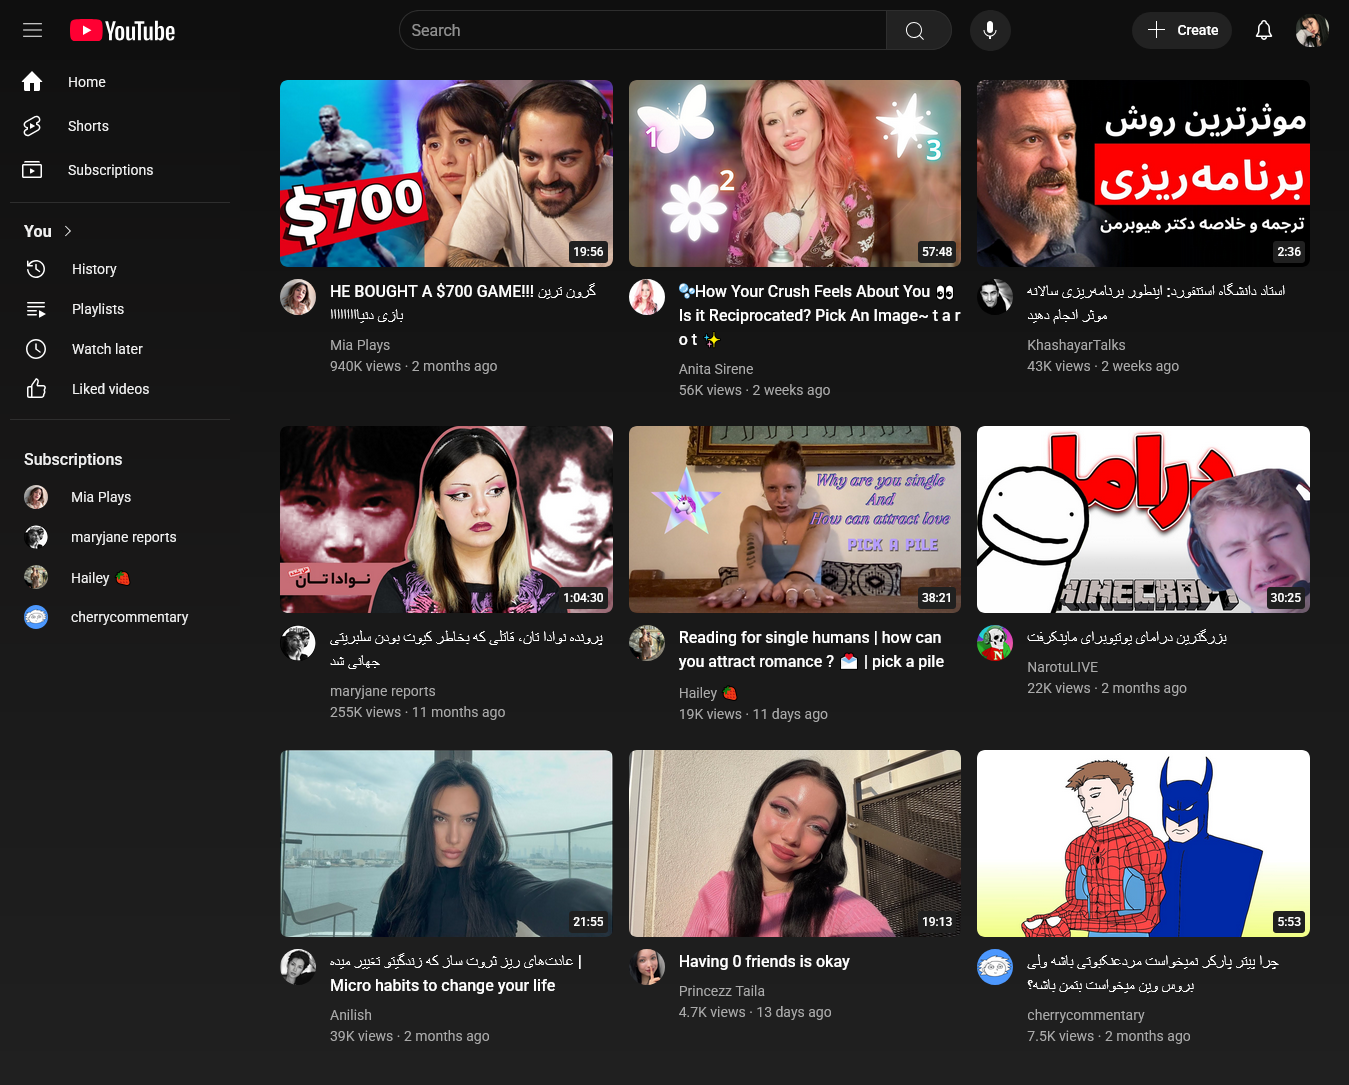 YouTube
Search
Create
Home
Shorts
Subscriptions
You
History
Playlists
Watch later
Liked videos
Subscriptions
Mia Plays
maryjane reports
Hailey 🍓
cherrycommentary
$700
19:56
HE BOUGHT A $700 GAME!!! گرون ترین
بازی دنیااااااااا
Mia Plays
940K views · 2 months ago
1
2
3
57:48
🫧How Your Crush Feels About You 👀
Is it Reciprocated? Pick An Image~ t a r
o t ✨
Anita Sirene
56K views · 2 weeks ago
موثرترین روش
برنامه‌ریزی
ترجمه و خلاصه دکتر هیوبرمن
2:36
استاد دانشگاه استنفورد: اینطور برنامه‌ریزی سالانه
موثر انجام دهید
KhashayarTalks
43K views · 2 weeks ago
نوادا تان
1:04:30
پرونده نوادا تان، قاتلی که بخاطر کیوت بودن سلبریتی
جهانی شد
maryjane reports
255K views · 11 months ago
Why are you single
And
How can attract love
PICK A PILE
38:21
Reading for single humans | how can
you attract romance ? 💌 | pick a pile
Hailey 🍓
19K views · 11 days ago
دراما
MINECRAFT
30:25
بزرگترین درامای یوتیوبرای ماینکرفت
NarotuLIVE
22K views · 2 months ago
21:55
عادت‌های ریز ثروت ساز که زندگیتو تغییر میده |
Micro habits to change your life
Anilish
39K views · 2 months ago
19:13
Having 0 friends is okay
Princezz Taila
4.7K views · 13 days ago
5:53
چرا پیتر پارکر نمیخواست مردعنکبوتی باشه ولی
بروس وین میخواست بتمن باشه؟
cherrycommentary
7.5K views · 2 months ago